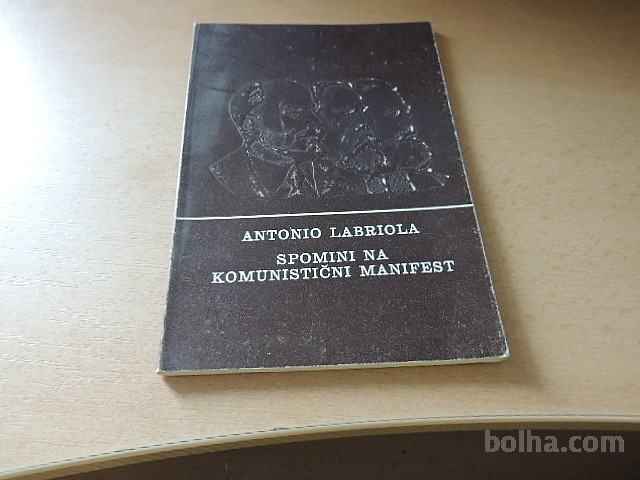 ANTONIO LABRIOLA
SPOMINI NA
KOMUNISTIČNI MANIFEST
bolha.com